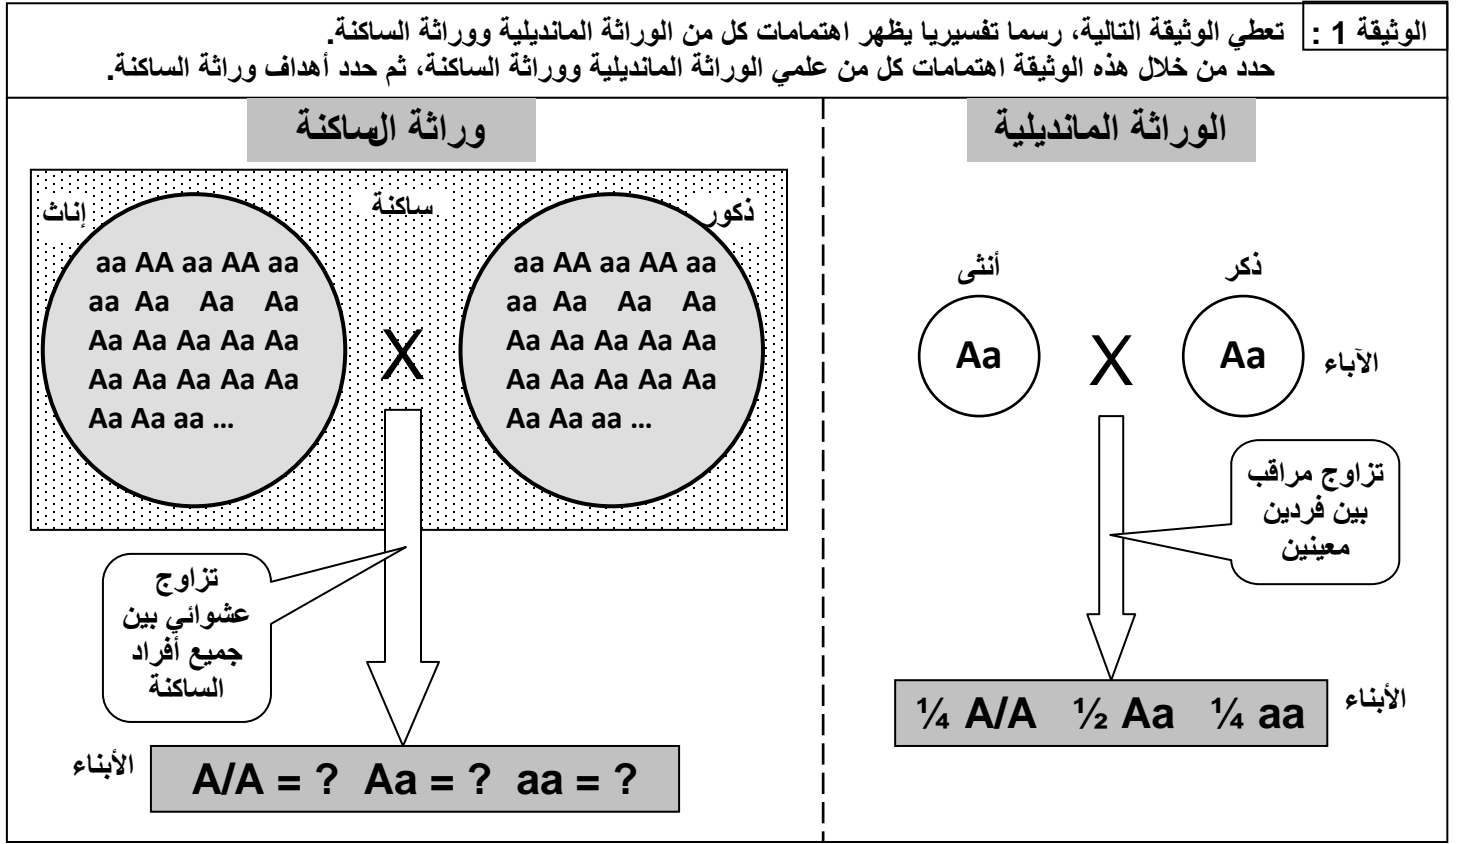 الوثيقة 1 : تعطي الوثيقة التالية، رسما تفسيريا يظهر اهتمامات كل من الوراثة الماندیلية ووراثة الساكنة.
حدد من خلال هذه الوثيقة اهتمامات كل من علمي الوراثة الماندیلية ووراثة الساكنة، ثم حدد أهداف وراثة الساكنة.
الوراثة الماندیلية
ذكر
أنثى
Aa
X
Aa
الآباء
تزاوج مراقب
بين فردين
معينين
¼ A/A ½ Aa ¼ aa
الأبناء
وراثة الساكنة
ساكنة
ذكور
إناث
aa AA aa AA aa
aa Aa Aa Aa
Aa Aa Aa Aa Aa
Aa Aa Aa Aa Aa
Aa Aa aa ...
X
aa AA aa AA aa
aa Aa Aa Aa
Aa Aa Aa Aa Aa
Aa Aa Aa Aa Aa
Aa Aa aa ...
تزاوج
عشوائي بين
جميع أفراد
الساكنة
الأبناء
A/A = ? Aa = ? aa = ?